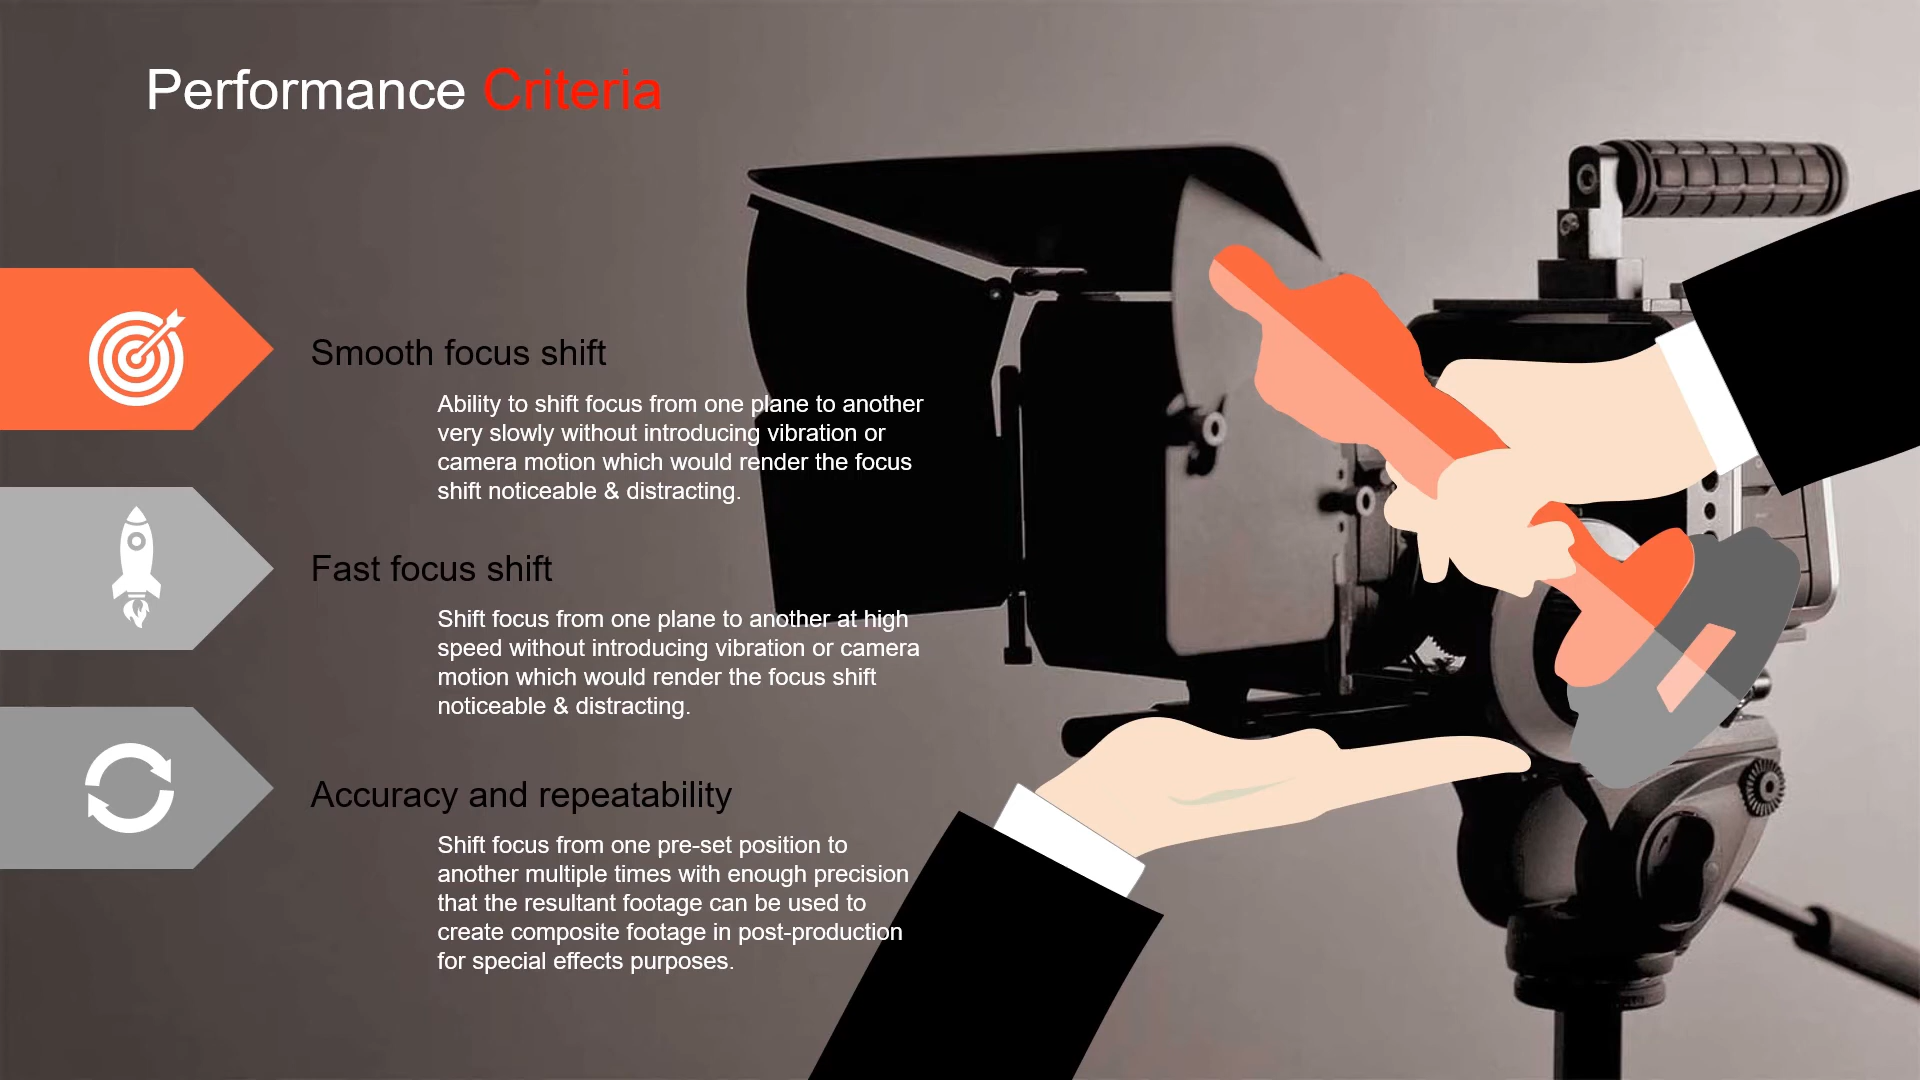 Performance Criteria
Smooth focus shift
Ability to shift focus from one plane to another
very slowly without introducing vibration or
camera motion which would render the focus
shift noticeable & distracting.
Fast focus shift
Shift focus from one plane to another at high
speed without introducing vibration or camera
motion which would render the focus shift
noticeable & distracting.
Accuracy and repeatability
Shift focus from one pre-set position to
another multiple times with enough precision
that the resultant footage can be used to
create composite footage in post-production
for special effects purposes.